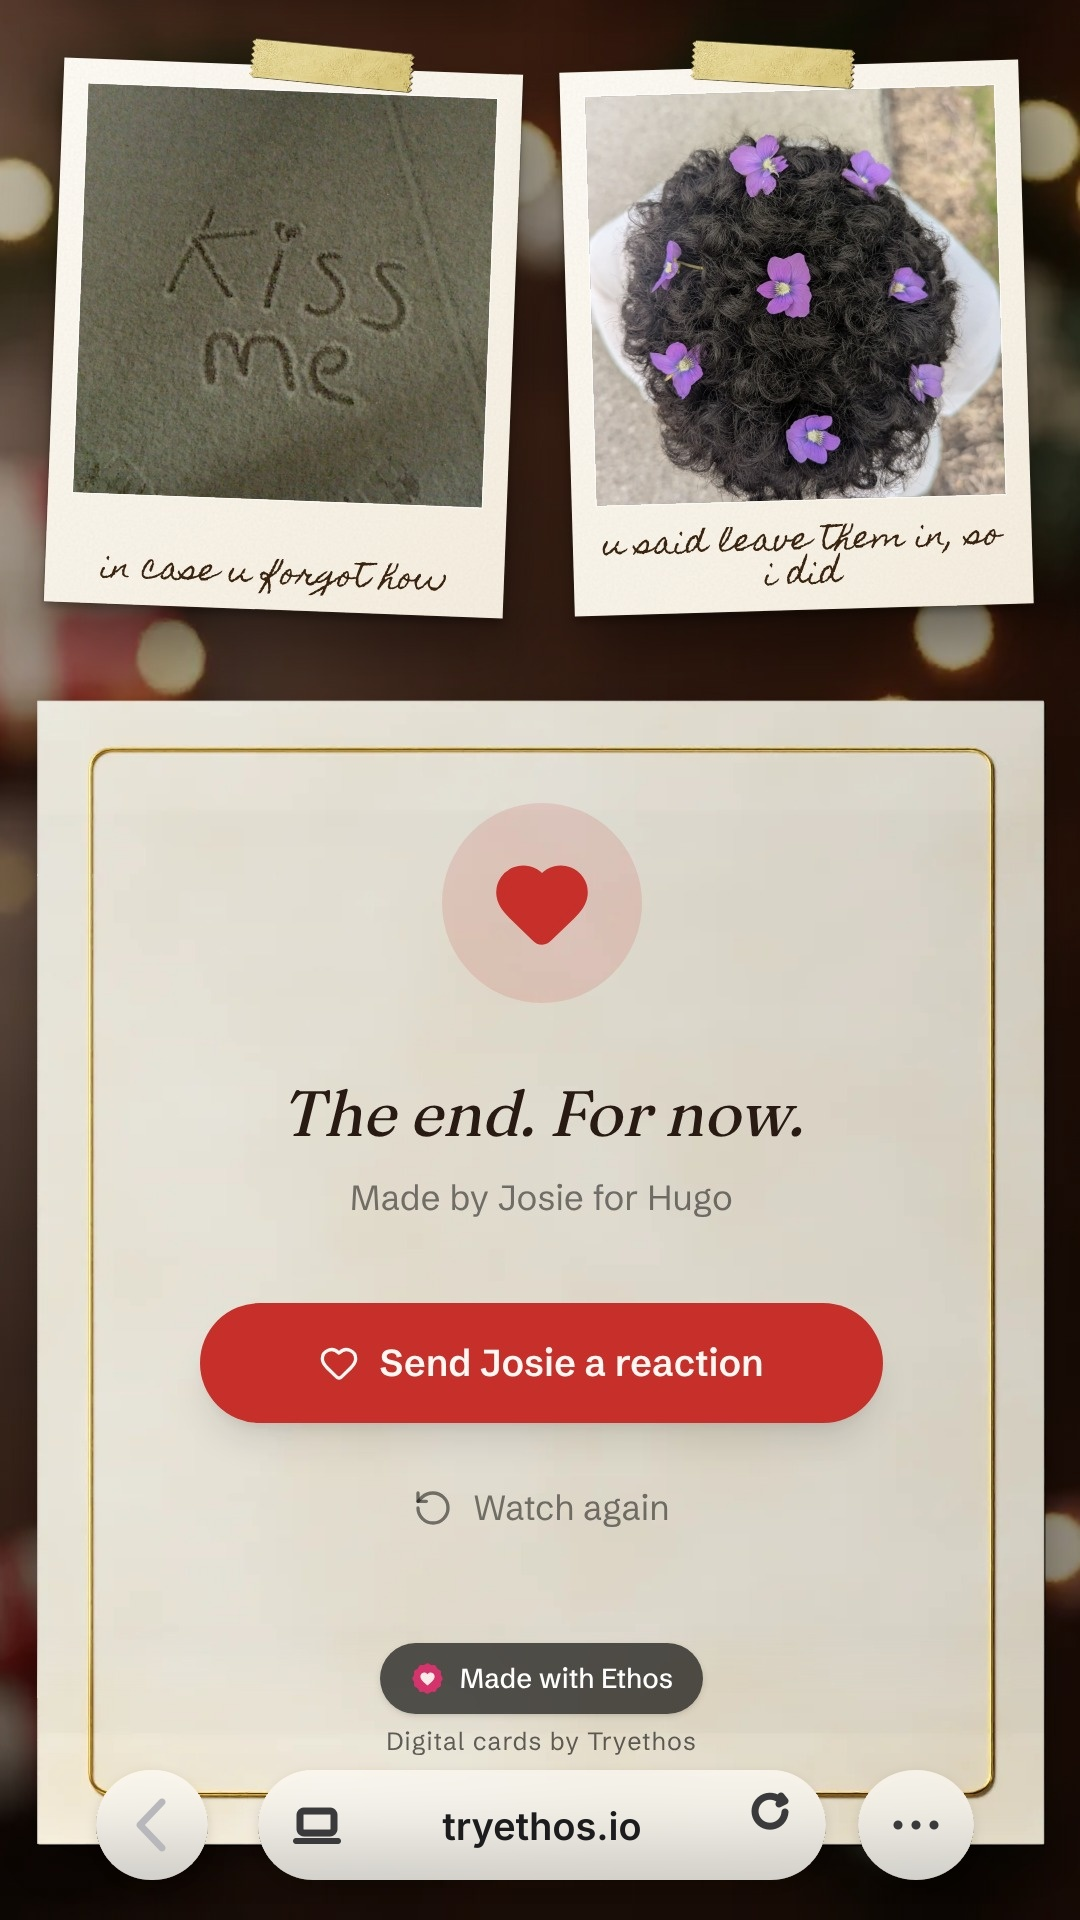 Kiss
me
in case u forgot how
u said leave them in, so
i did
The end. For now.
Made by Josie for Hugo
Send Josie a reaction
Watch again
Made with Ethos
Digital cards by Tryethos
tryethos.io